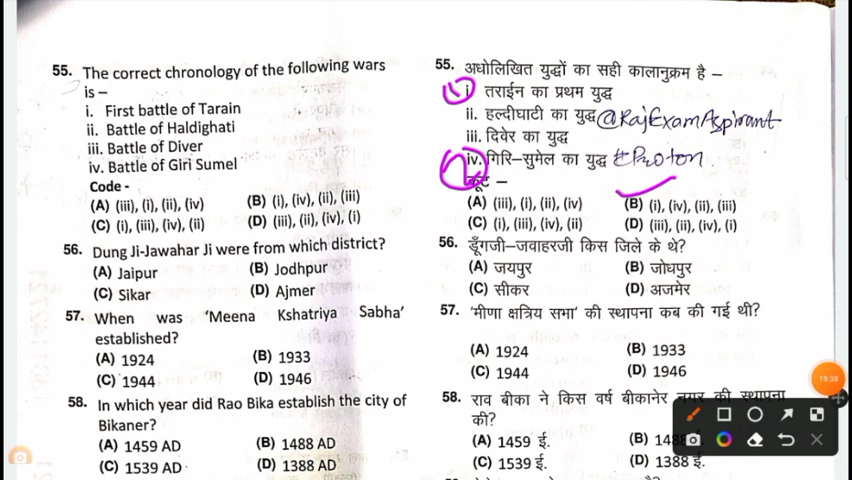 55. The correct chronology of the following wars
is –
i. First battle of Tarain
ii. Battle of Haldighati
iii. Battle of Diver
iv. Battle of Giri Sumel
Code -
(A) (iii), (i), (ii), (iv) (B) (i), (iv), (ii), (iii)
(C) (i), (iii), (iv), (ii) (D) (iii), (ii), (iv), (i)
56. Dung Ji-Jawahar Ji were from which district?
(A) Jaipur (B) Jodhpur
(C) Sikar (D) Ajmer
57. When was 'Meena Kshatriya Sabha'
established?
(A) 1924 (B) 1933
(C) 1944 (D) 1946
58. In which year did Rao Bika establish the city of
Bikaner?
(A) 1459 AD (B) 1488 AD
(C) 1539 AD (D) 1388 AD
55. अधोलिखित युद्धों का सही कालानुक्रम है –
i. तराईन का प्रथम युद्ध
ii. हल्दीघाटी का युद्ध @RajExamAspirant
iii. दिवेर का युद्ध
iv. गिरि–सुमेल का युद्ध
कूट –
(A) (iii), (i), (ii), (iv) (B) (i), (iv), (ii), (iii)
(C) (i), (iii), (iv), (ii) (D) (iii), (ii), (iv), (i)
56. डूँगजी–जवाहरजी किस जिले के थे?
(A) जयपुर (B) जोधपुर
(C) सीकर (D) अजमेर
57. 'मीणा क्षत्रिय सभा' की स्थापना कब की गई थी?
(A) 1924 (B) 1933
(C) 1944 (D) 1946
58. राव बीका ने किस वर्ष बीकानेर नगर की स्थापना
की?
(A) 1459 ई. (B) 148 ई.
(C) 1539 ई. (D) 1388 ई.
19:38